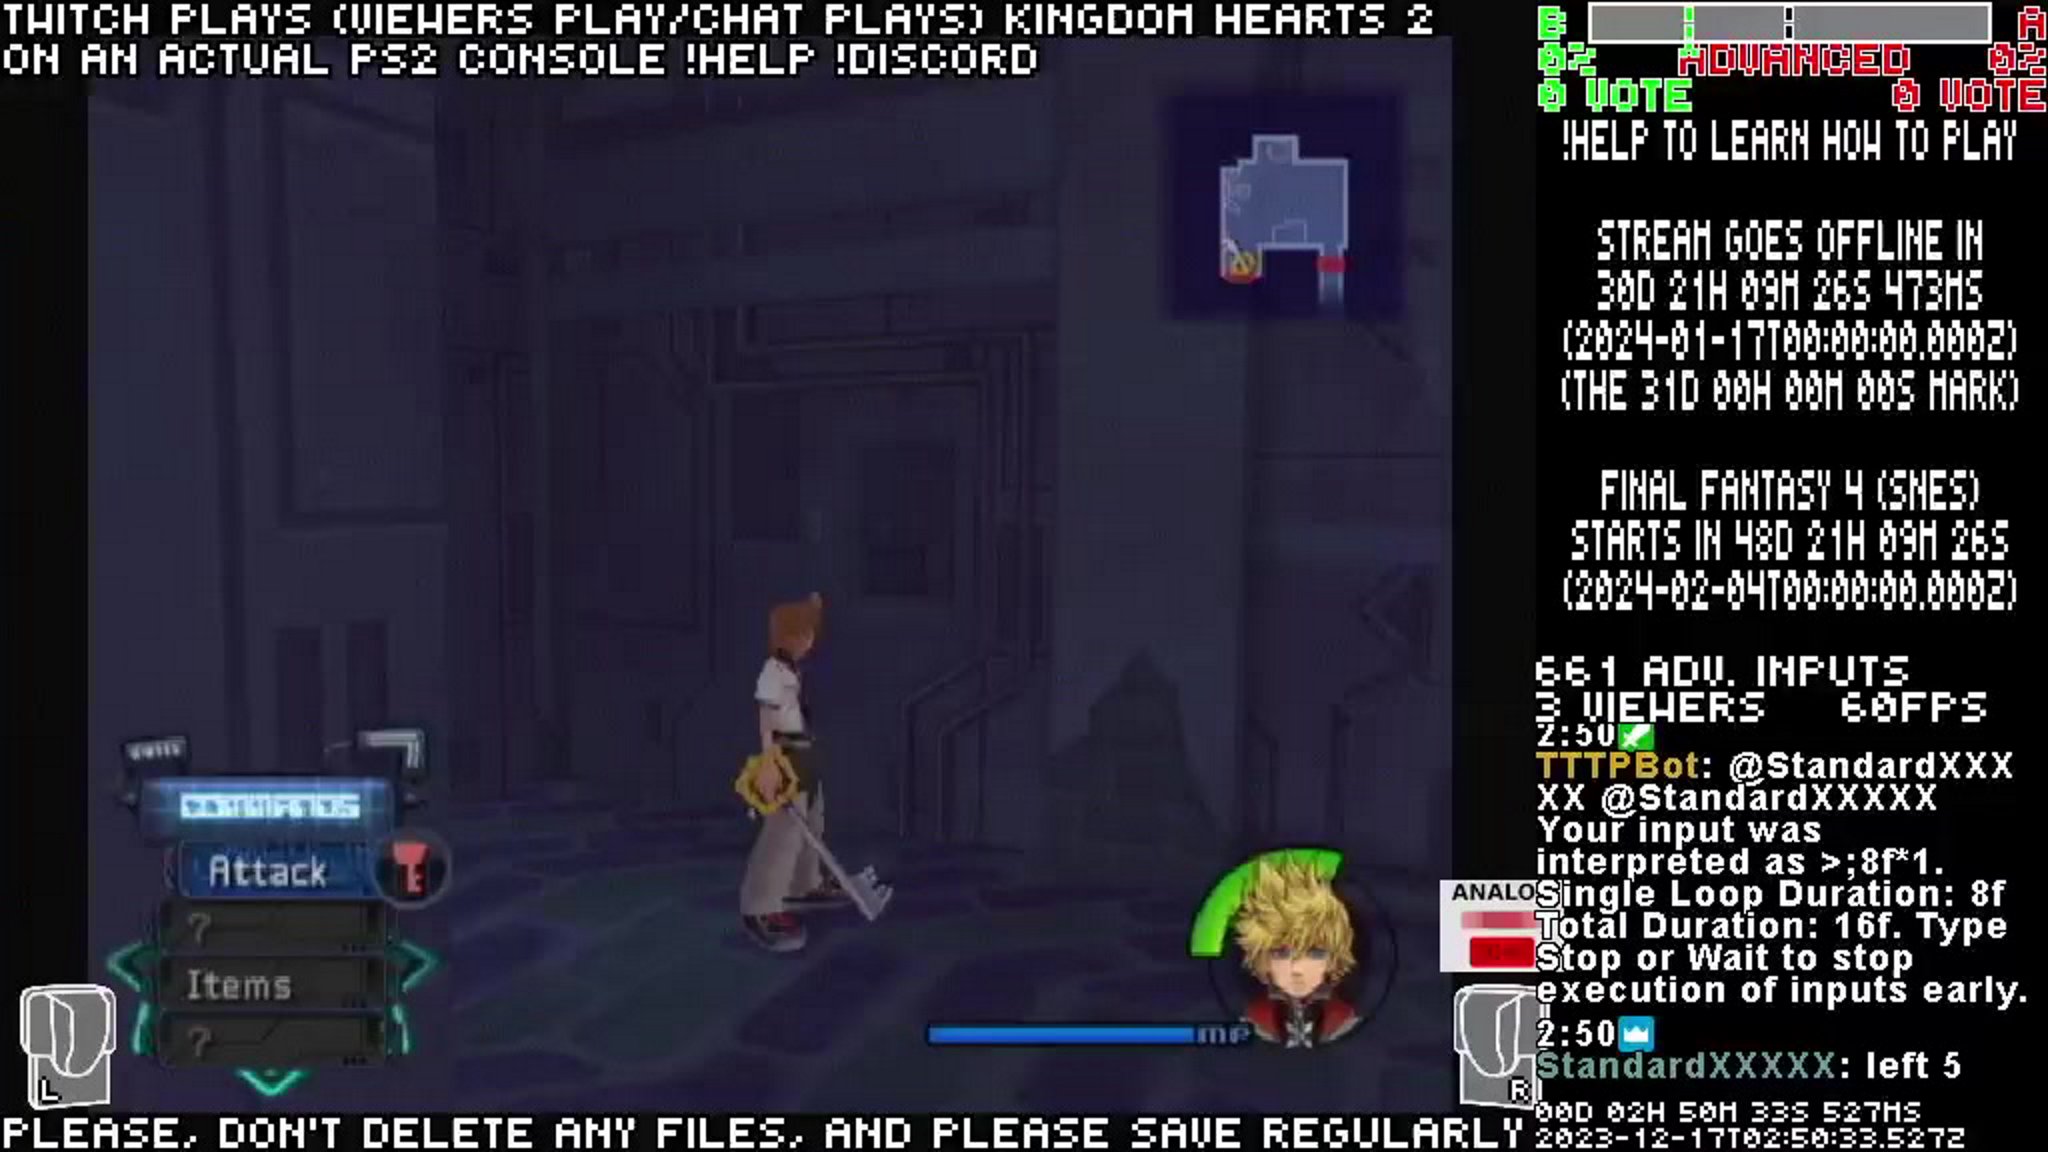 TWITCH PLAYS (VIEWERS PLAY/CHAT PLAYS) KINGDOM HEARTS 2
ON AN ACTUAL PS2 CONSOLE !HELP !DISCORD
B A
0% ADVANCED 0%
0 VOTE 0 VOTE
!HELP TO LEARN HOW TO PLAY
STREAM GOES OFFLINE IN
30D 21H 09M 26S 473MS
(2024-01-17T00:00:00.000Z)
(THE 31D 00H 00M 00S MARK)
FINAL FANTASY 4 (SNES)
STARTS IN 48D 21H 09M 26S
(2024-02-04T00:00:00.000Z)
661 ADV. INPUTS
3 VIEWERS 60FPS
2:50
TTTPBot: @StandardXXX
XX @StandardXXXXX
Your input was
interpreted as >;8f*1.
Single Loop Duration: 8f
Total Duration: 16f. Type
Stop or Wait to stop
execution of inputs early.
2:50
StandardXXXXX: left 5
00D 02H 50M 33S 527MS
2023-12-17T02:50:33.527Z
COMMANDS
Attack
?
Items
?
MP
ANALO
L
R
PLEASE, DON'T DELETE ANY FILES, AND PLEASE SAVE REGULARLY